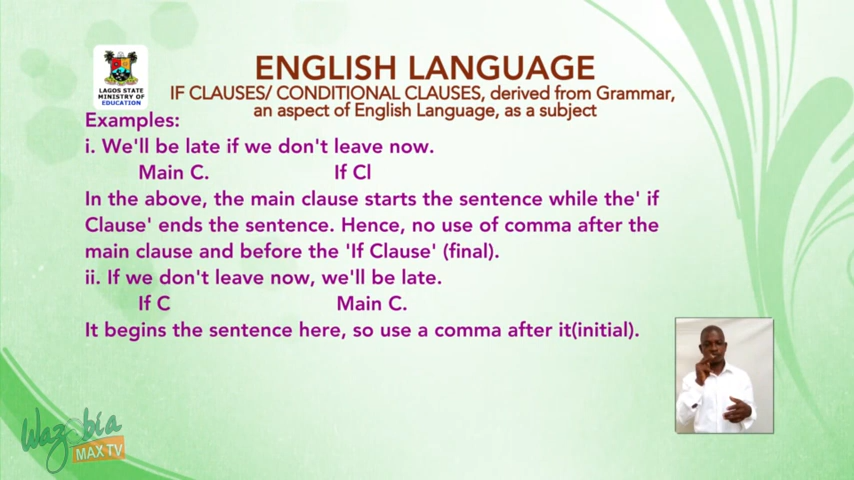 ENGLISH LANGUAGE
LAGOS STATE
MINISTRY OF
EDUCATION
IF CLAUSES/ CONDITIONAL CLAUSES, derived from Grammar,
an aspect of English Language, as a subject
Examples:
i. We'll be late if we don't leave now.
Main C. If Cl
In the above, the main clause starts the sentence while the' if
Clause' ends the sentence. Hence, no use of comma after the
main clause and before the 'If Clause' (final).
ii. If we don't leave now, we'll be late.
If C Main C.
It begins the sentence here, so use a comma after it(initial).
Wazobia
MAX TV